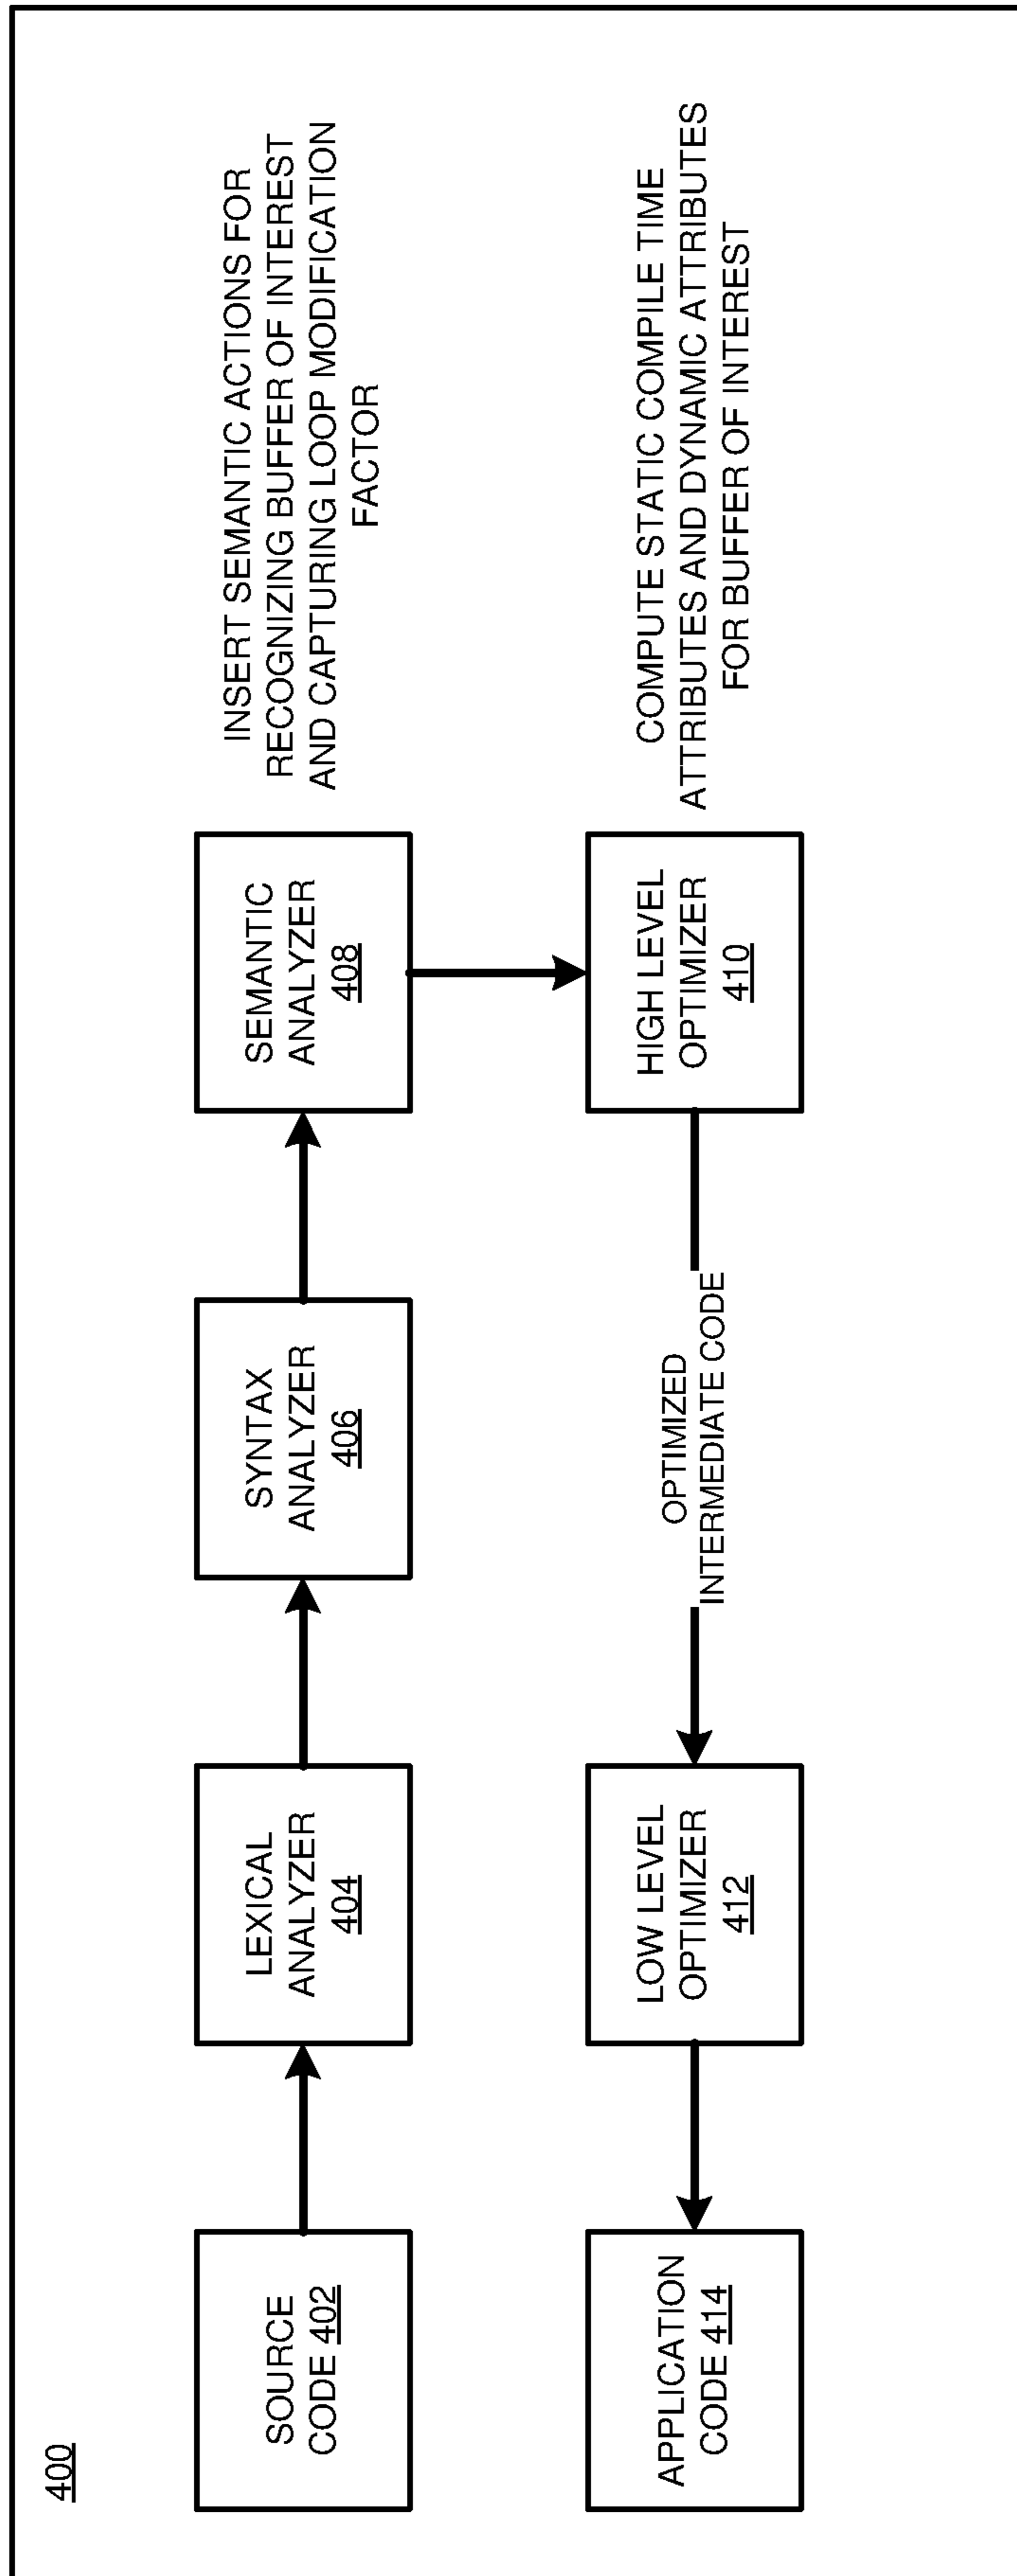 400
SOURCE
CODE 402
LEXICAL
ANALYZER
404
SYNTAX
ANALYZER
406
SEMANTIC
ANALYZER
408
INSERT SEMANTIC ACTIONS FOR
RECOGNIZING BUFFER OF INTEREST
AND CAPTURING LOOP MODIFICATION
FACTOR
APPLICATION
CODE 414
LOW LEVEL
OPTIMIZER
412
OPTIMIZED
INTERMEDIATE CODE
HIGH LEVEL
OPTIMIZER
410
COMPUTE STATIC COMPILE TIME
ATTRIBUTES AND DYNAMIC ATTRIBUTES
FOR BUFFER OF INTEREST